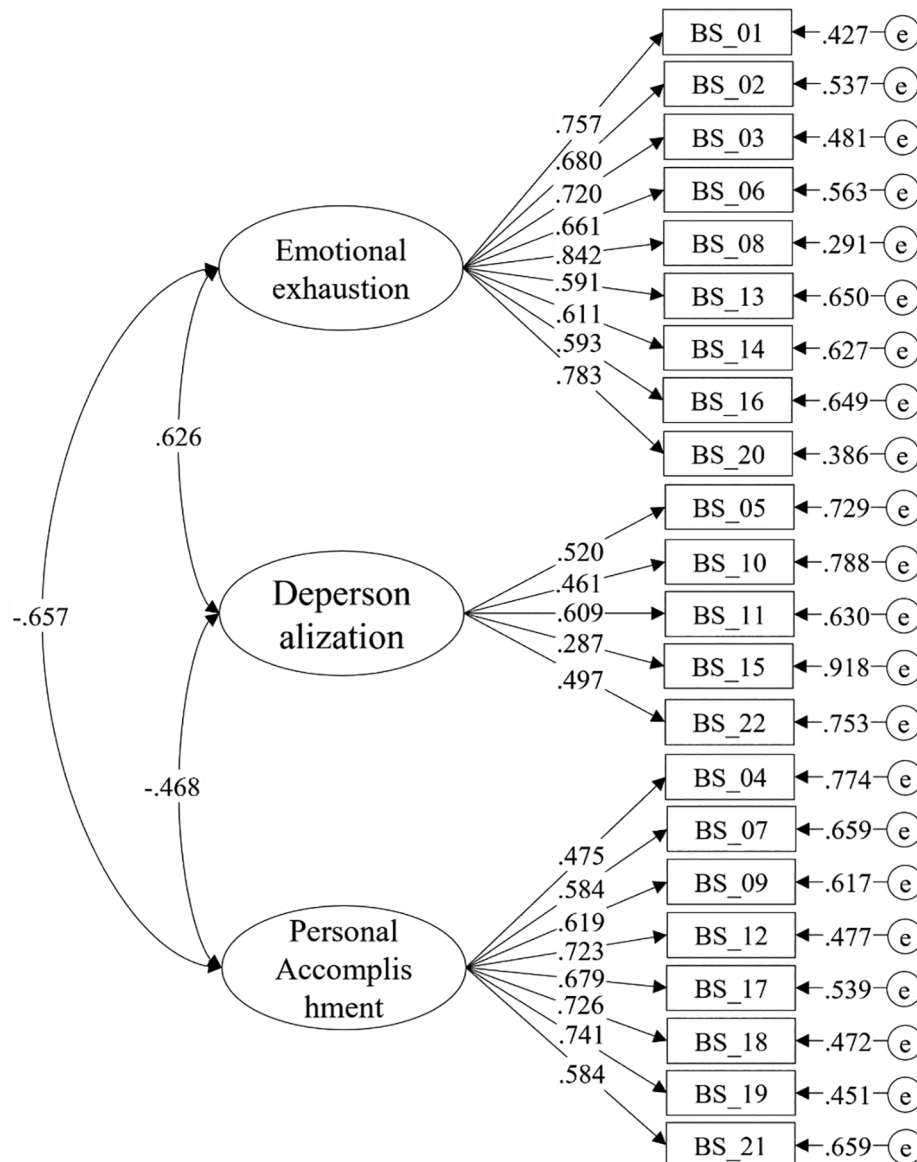 BS_01
.427
e
BS_02
.537
e
BS_03
.481
e
BS_06
.563
e
BS_08
.291
e
BS_13
.650
e
BS_14
.627
e
BS_16
.649
e
BS_20
.386
e
.757
.680
.720
.661
.842
.591
.611
.593
.783
Emotional
exhaustion
.626
-.657
BS_05
.729
e
BS_10
.788
e
BS_11
.630
e
BS_15
.918
e
BS_22
.753
e
.520
.461
.609
.287
.497
Deperson
alization
-.468
BS_04
.774
e
BS_07
.659
e
BS_09
.617
e
BS_12
.477
e
BS_17
.539
e
BS_18
.472
e
BS_19
.451
e
BS_21
.659
e
.475
.584
.619
.723
.679
.726
.741
.584
Personal
Accomplis
hment